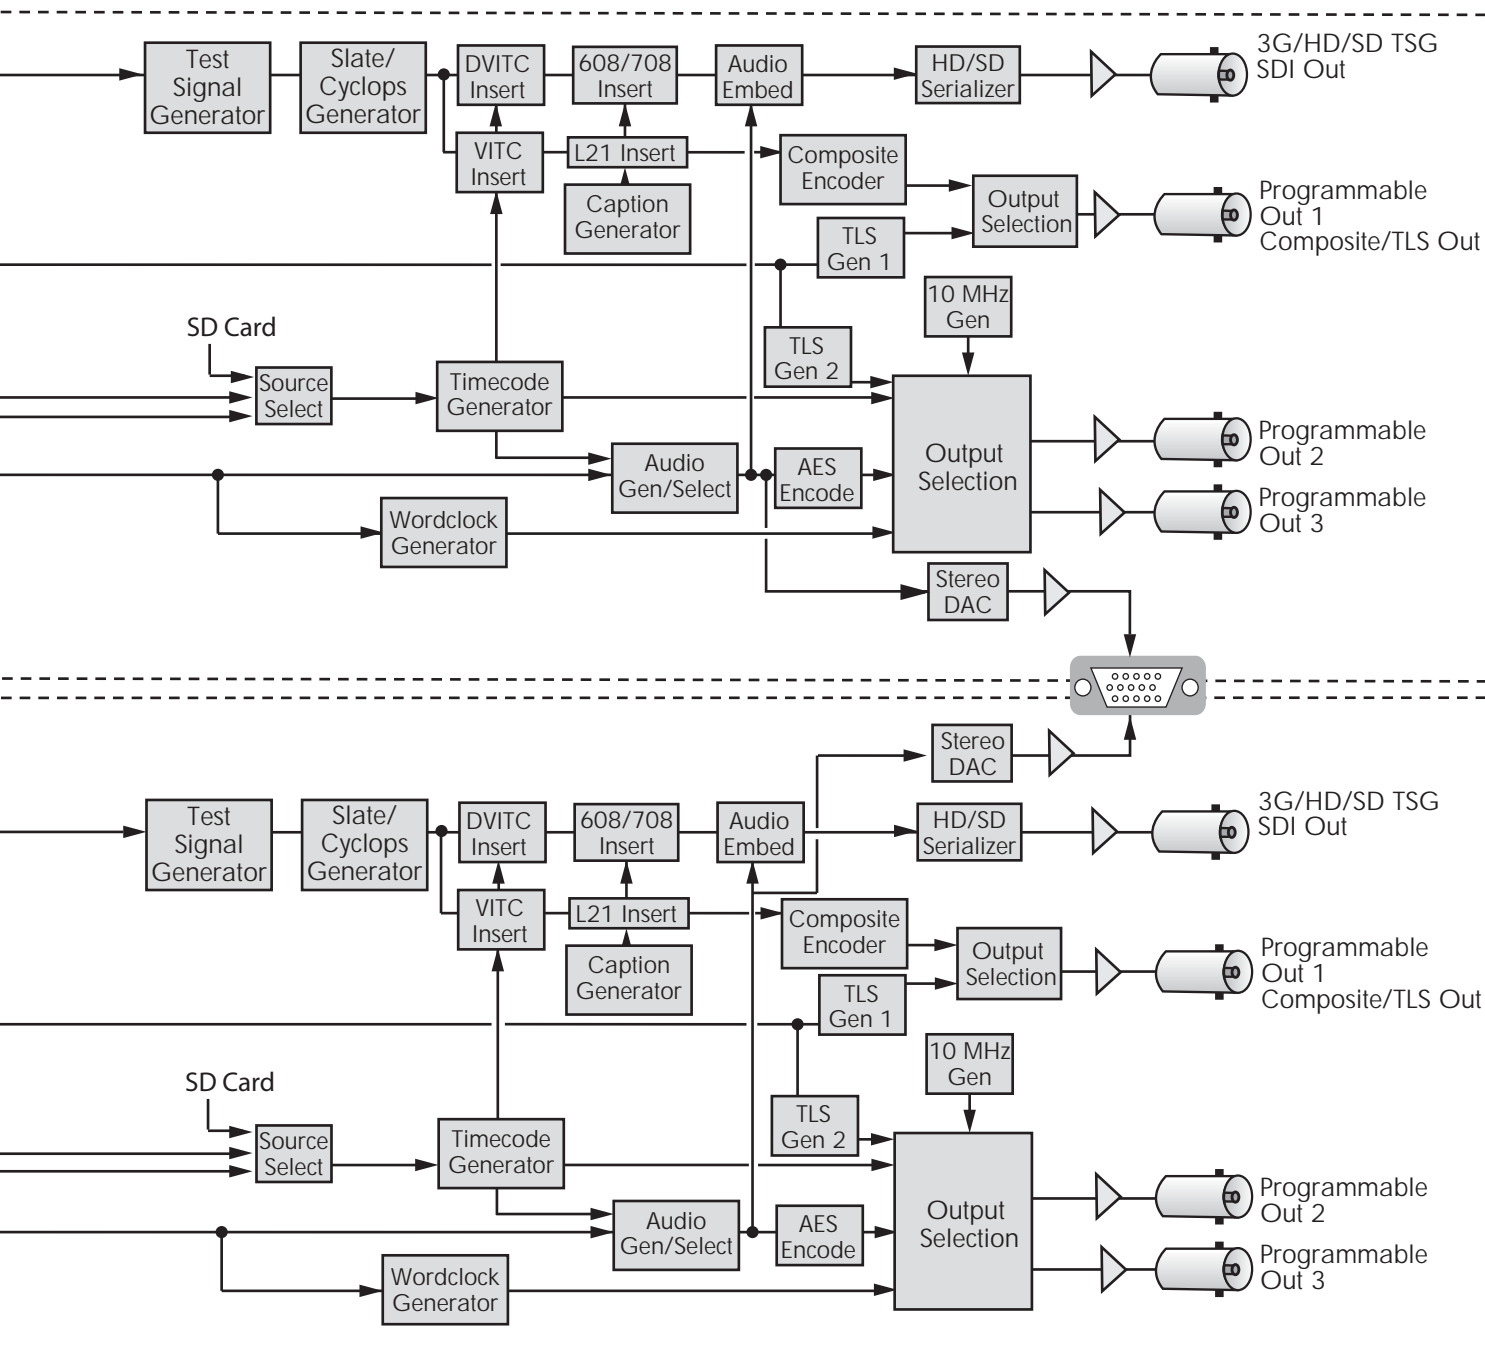 Test
Signal
Generator
Slate/
Cyclops
Generator
DVITC
Insert
608/708
Insert
Audio
Embed
HD/SD
Serializer
3G/HD/SD TSG
SDI Out
VITC
Insert
L21 Insert
Caption
Generator
Composite
Encoder
TLS
Gen 1
Output
Selection
Programmable
Out 1
Composite/TLS Out
10 MHz
Gen
SD Card
Source
Select
Timecode
Generator
TLS
Gen 2
Audio
Gen/Select
AES
Encode
Output
Selection
Programmable
Out 2
Programmable
Out 3
Wordclock
Generator
Stereo
DAC
Stereo
DAC
Test
Signal
Generator
Slate/
Cyclops
Generator
DVITC
Insert
608/708
Insert
Audio
Embed
HD/SD
Serializer
3G/HD/SD TSG
SDI Out
VITC
Insert
L21 Insert
Caption
Generator
Composite
Encoder
TLS
Gen 1
Output
Selection
Programmable
Out 1
Composite/TLS Out
10 MHz
Gen
SD Card
Source
Select
Timecode
Generator
TLS
Gen 2
Audio
Gen/Select
AES
Encode
Output
Selection
Programmable
Out 2
Programmable
Out 3
Wordclock
Generator